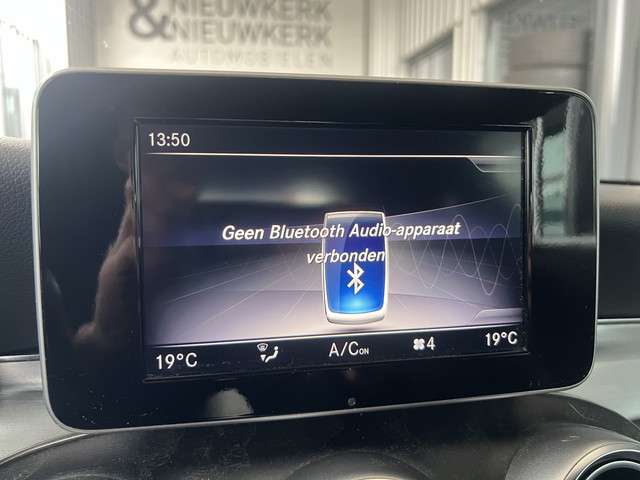 & NIEUWKERK
& NIEUWKERK
AUTOMOBIELEN
13:50
Geen Bluetooth Audio-apparaat
verbonden
19°C A/C ON 4 19°C